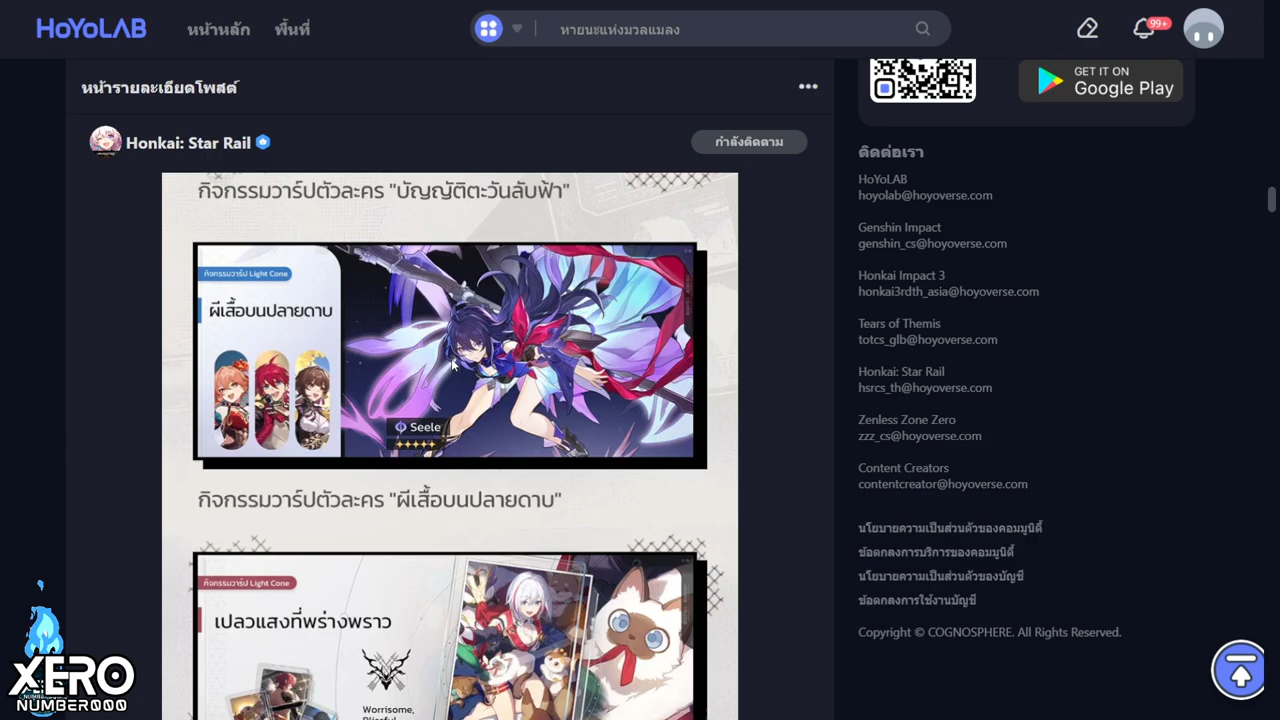 HoYoLAB
หน้าหลัก
พื้นที่
หายนะแห่งมวลแมลง
99+
หน้ารายละเอียดโพสต์
Honkai: Star Rail
กำลังติดตาม
กิจกรรมวาร์ปตัวละคร "บัญญัติตะวันลับฟ้า"
กิจกรรมวาร์ป Light Cone
ผีเสื้อบนปลายดาบ
Seele
กิจกรรมวาร์ปตัวละคร "ผีเสื้อบนปลายดาบ"
กิจกรรมวาร์ป Light Cone
เปลวแสงที่พร่างพราว
Worrisome,
GET IT ON
Google Play
ติดต่อเรา
HoYoLAB
hoyolab@hoyoverse.com
Genshin Impact
genshin_cs@hoyoverse.com
Honkai Impact 3
honkai3rdth_asia@hoyoverse.com
Tears of Themis
totcs_glb@hoyoverse.com
Honkai: Star Rail
hsrcs_th@hoyoverse.com
Zenless Zone Zero
zzz_cs@hoyoverse.com
Content Creators
contentcreator@hoyoverse.com
นโยบายความเป็นส่วนตัวของคอมมูนิตี้
ข้อตกลงการบริการของคอมมูนิตี้
นโยบายความเป็นส่วนตัวของบัญชี
ข้อตกลงการใช้งานบัญชี
Copyright © COGNOSPHERE. All Rights Reserved.
XERO
NUMBER000